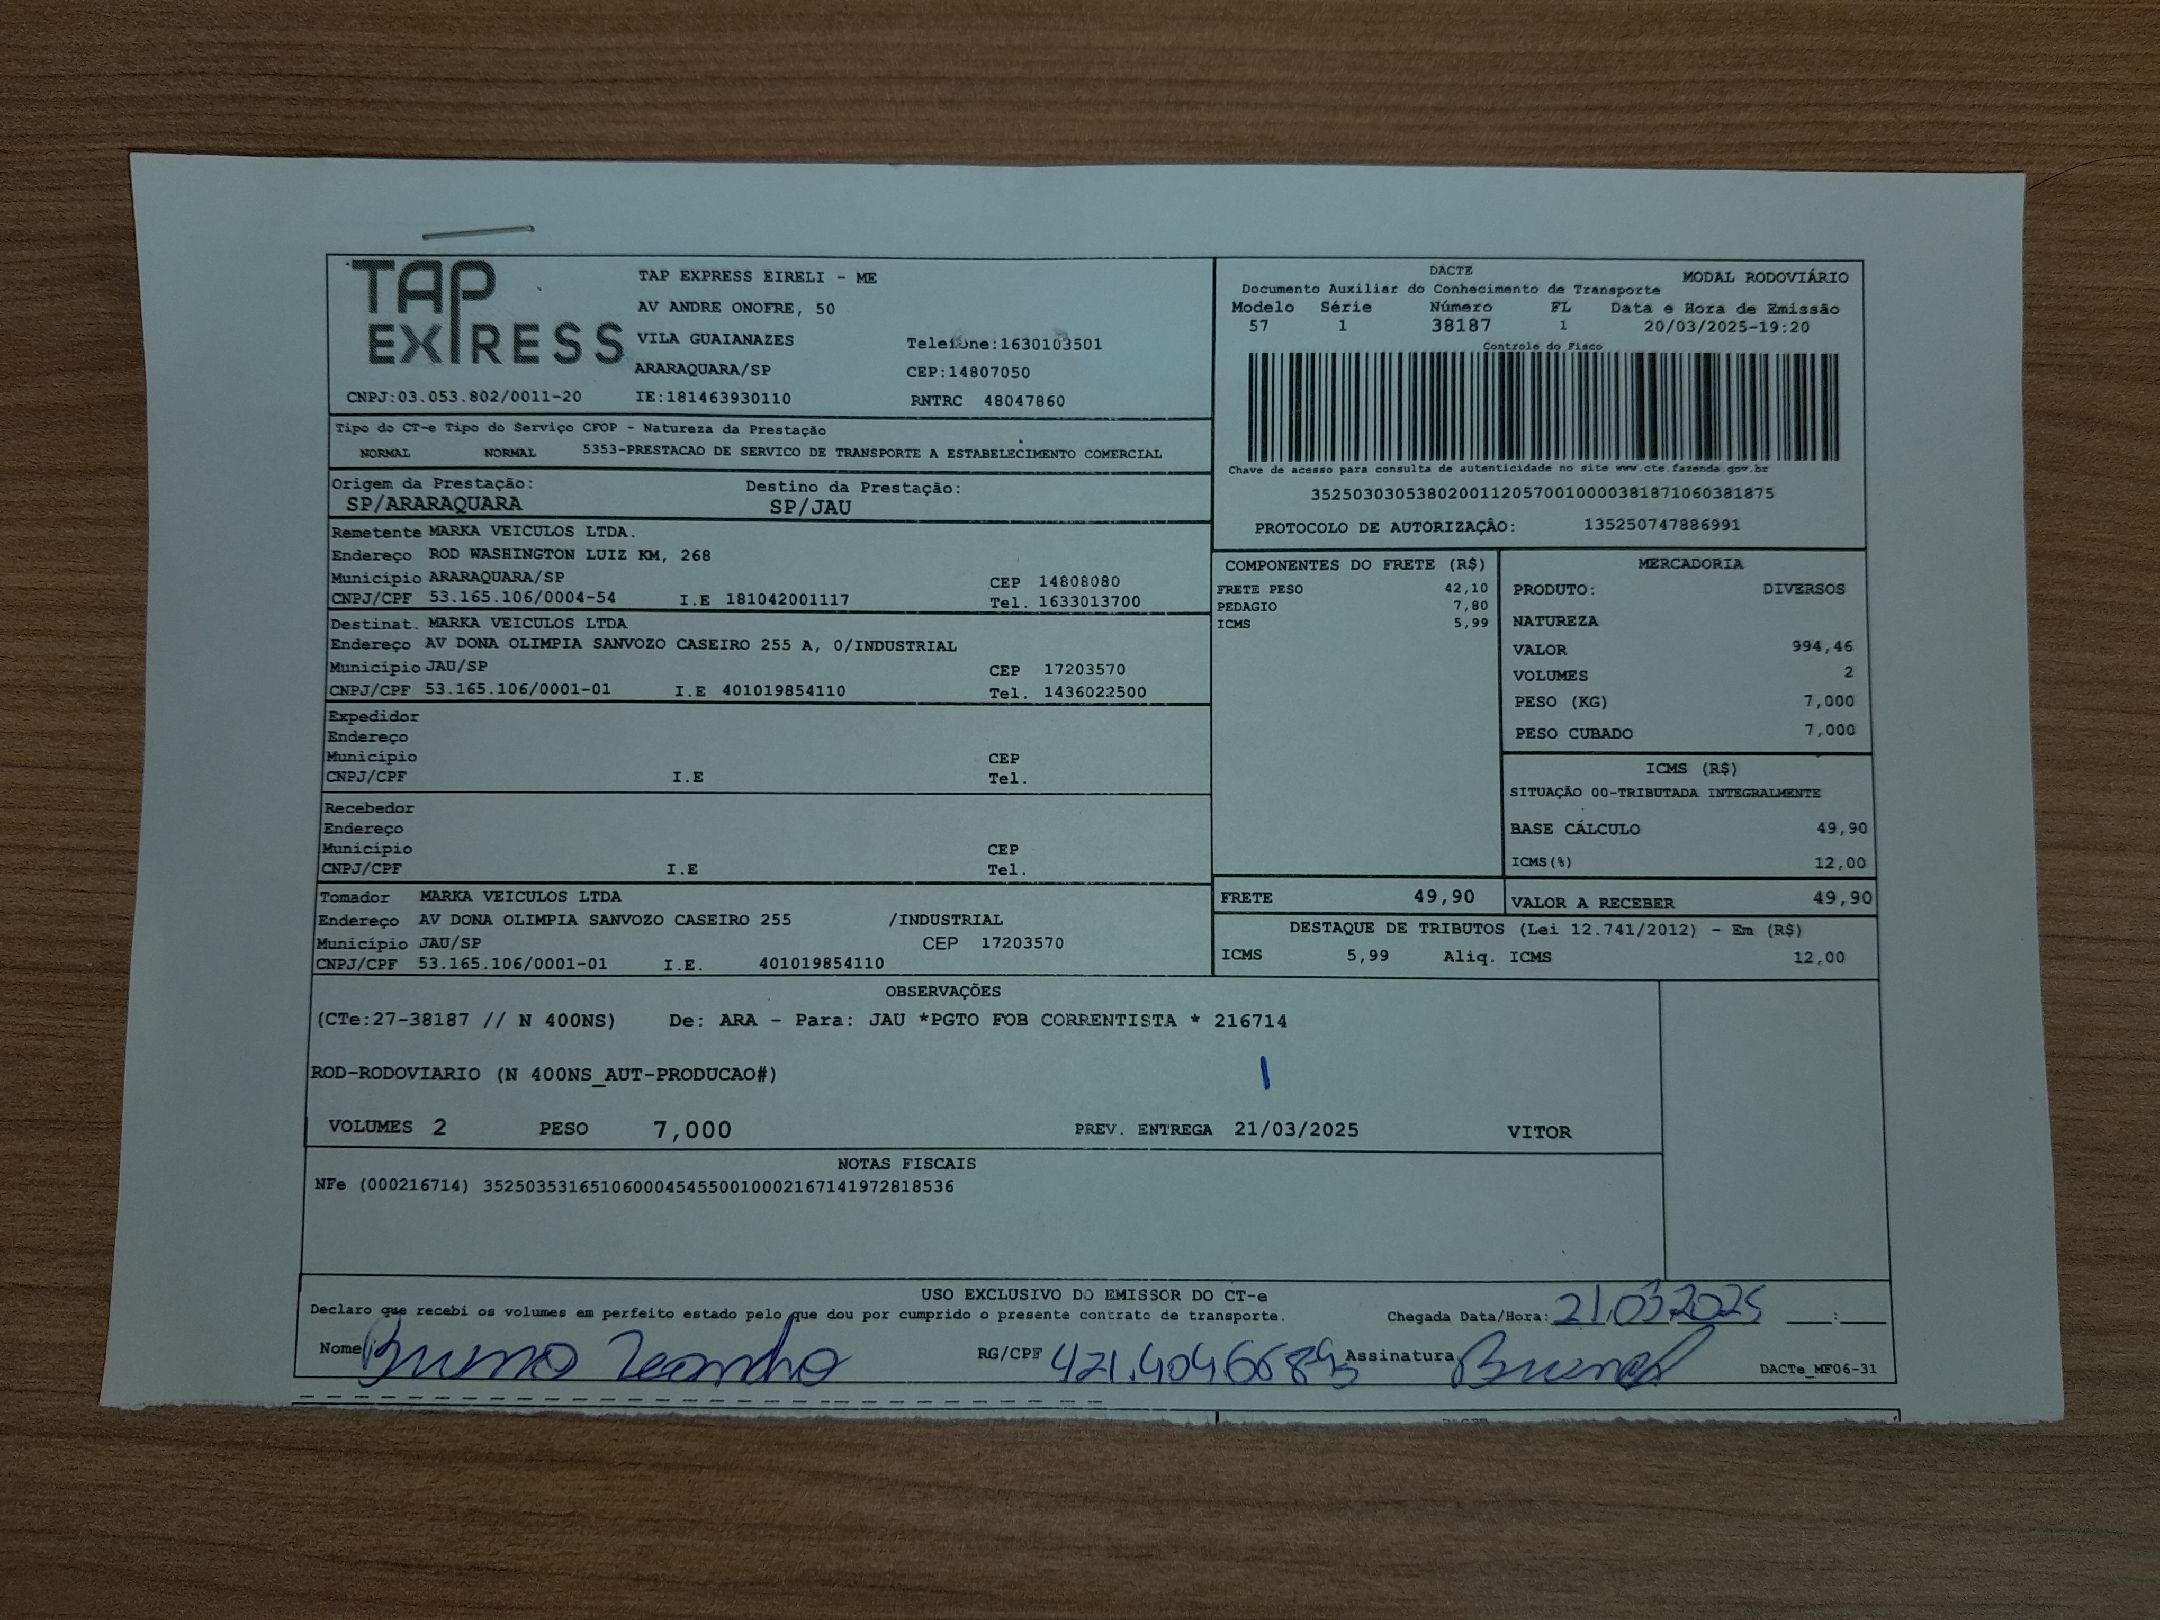 TAP EXPRESS
TAP EXPRESS EIRELI - ME
AV ANDRE ONOFRE, 50
VILA GUAIANAZES Telefone:1630103501
ARARAQUARA/SP CEP:14807050
CNPJ:03.053.802/0011-20 IE:181463930110 RNTRC 48047860
DACTE MODAL RODOVIÁRIO
Documento Auxiliar do Conhecimento de Transporte
Modelo Série Número FL Data e Hora de Emissão
57 1 38187 1 20/03/2025-19:20
Controle do Fisco
Chave de acesso para consulta de autenticidade no site www.cte.fazenda.gov.br
35250303053802001120570010000381871060381875
PROTOCOLO DE AUTORIZAÇÂO: 135250747886991
Tipo do CT-e Tipo do Serviço CFOP - Natureza da Prestação
NORMAL NORMAL 5353-PRESTACAO DE SERVICO DE TRANSPORTE A ESTABELECIMENTO COMERCIAL
Origem da Prestação: Destino da Prestação:
SP/ARARAQUARA SP/JAU
Remetente MARKA VEICULOS LTDA.
Endereço ROD WASHINGTON LUIZ KM, 268
Município ARARAQUARA/SP CEP 14808080
CNPJ/CPF 53.165.106/0004-54 I.E 181042001117 Tel. 1633013700
Destinat. MARKA VEICULOS LTDA
Endereço AV DONA OLIMPIA SANVOZO CASEIRO 255 A, 0/INDUSTRIAL
Município JAU/SP CEP 17203570
CNPJ/CPF 53.165.106/0001-01 I.E 401019854110 Tel. 1436022500
Expedidor
Endereço
Município CEP
CNPJ/CPF I.E Tel.
Recebedor
Endereço
Município CEP
CNPJ/CPF I.E Tel.
Tomador MARKA VEICULOS LTDA
Endereço AV DONA OLIMPIA SANVOZO CASEIRO 255 /INDUSTRIAL
Município JAU/SP CEP 17203570
CNPJ/CPF 53.165.106/0001-01 I.E. 401019854110
COMPONENTES DO FRETE (R$)
FRETE PESO 42,10
PEDAGIO 7,80
ICMS 5,99
MERCADORIA
PRODUTO: DIVERSOS
NATUREZA
VALOR 994,46
VOLUMES 2
PESO (KG) 7,000
PESO CUBADO 7,000
ICMS (R$)
SITUAÇÃO 00-TRIBUTADA INTEGRALMENTE
BASE CÁLCULO 49,90
ICMS(%) 12,00
FRETE 49,90 VALOR A RECEBER 49,90
DESTAQUE DE TRIBUTOS (Lei 12.741/2012) - Em (R$)
ICMS 5,99 Aliq. ICMS 12,00
OBSERVAÇÕES
(CTe:27-38187 // N 400NS) De: ARA - Para: JAU *PGTO FOB CORRENTISTA * 216714
ROD-RODOVIARIO (N 400NS_AUT-PRODUCAO#)
VOLUMES 2 PESO 7,000 PREV. ENTREGA 21/03/2025 VITOR
NOTAS FISCAIS
NFe (000216714) 35250353165106000454550010002167141972818536
USO EXCLUSIVO DO EMISSOR DO CT-e
Declaro que recebi os volumes em perfeito estado pelo que dou por cumprido o presente contrato de transporte. Chegada Data/Hora: 21.03.2025 ___:___
Nome Bruno Leandro RG/CPF Assinatura Bruno
DACTe_MF06-31